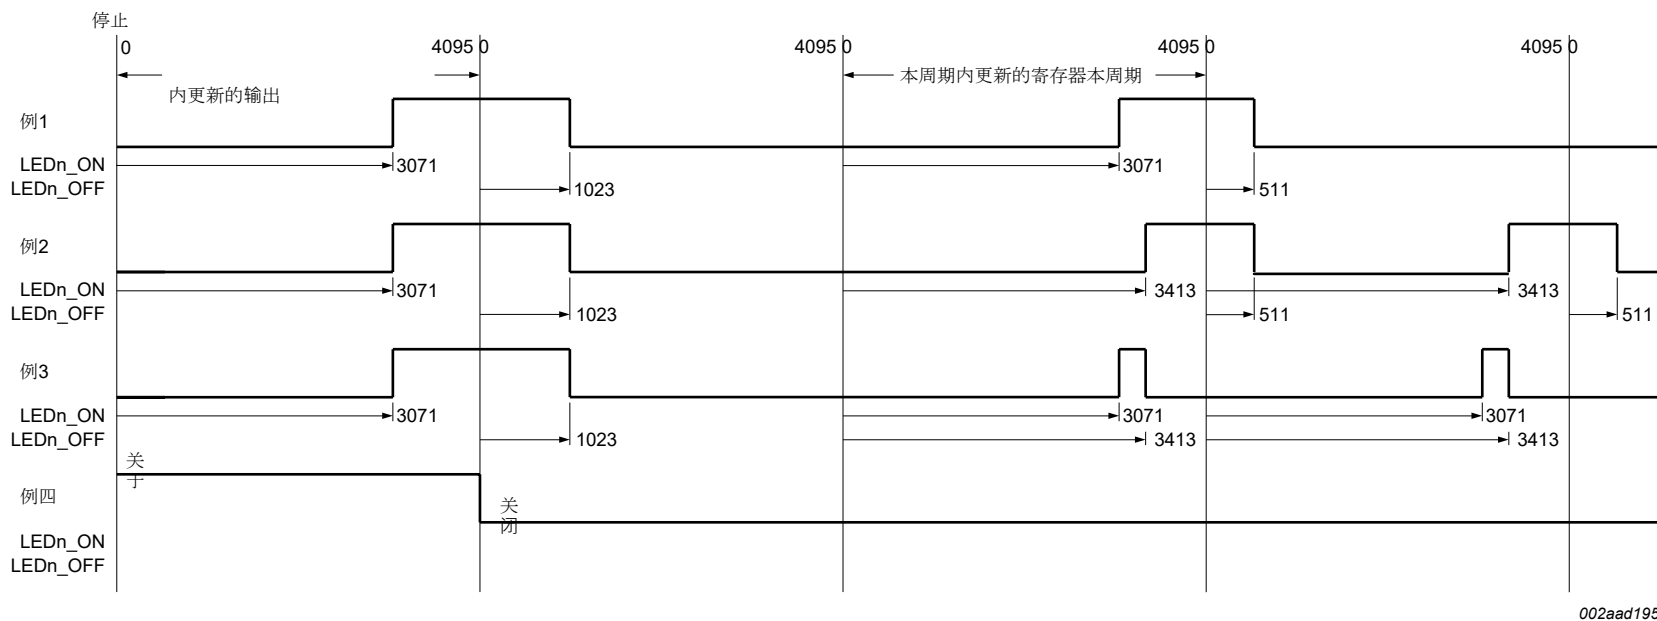 停止
0
4095 0
4095 0
4095 0
4095 0
本周期内更新的寄存器本周期
内更新的输出
例1
LEDn_ON
3071
3071
LEDn_OFF
1023
511
例2
LEDn_ON
3071
3413
3413
LEDn_OFF
1023
511
511
例3
LEDn_ON
3071
3071
3071
LEDn_OFF
1023
3413
3413
关于
例四
关闭
LEDn_ON
LEDn_OFF
002aad195